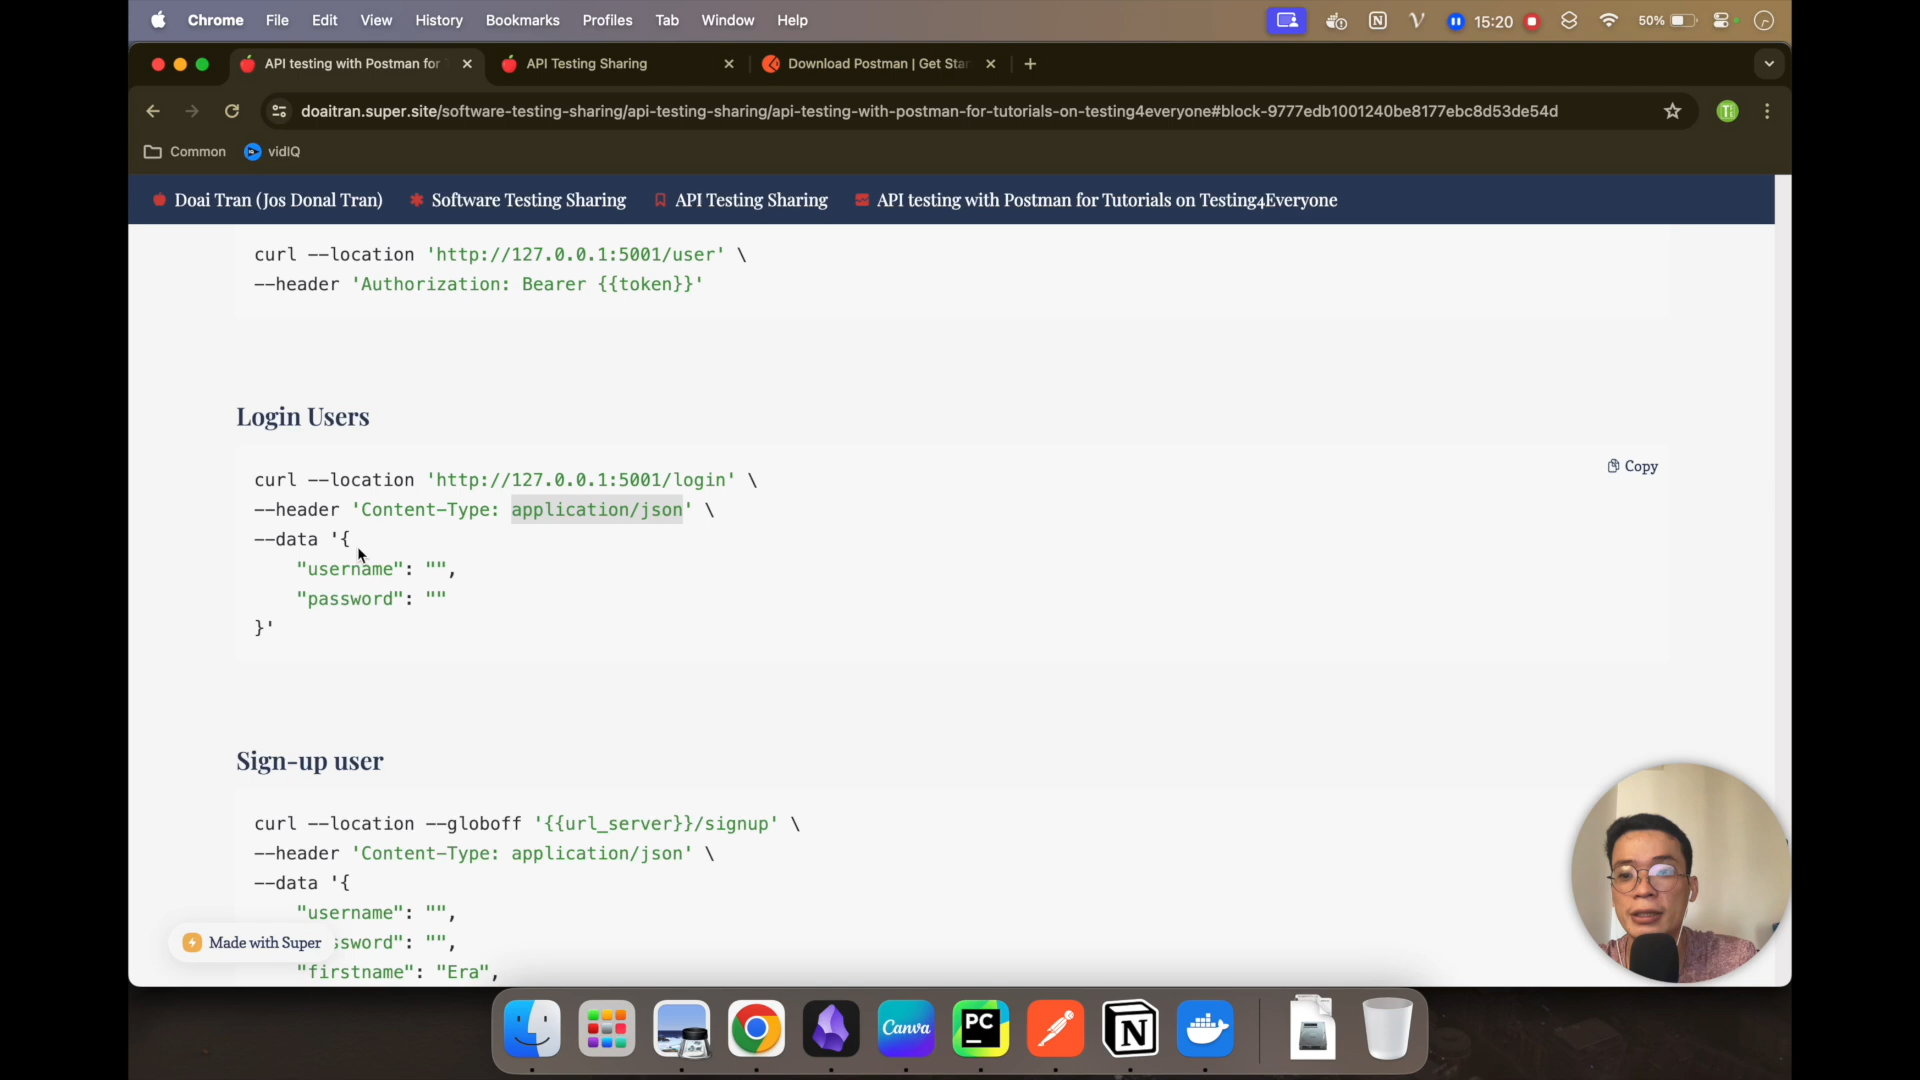 Chrome File Edit View History Bookmarks Profiles Tab Window Help 15:20 50%
API testing with Postman for
API Testing Sharing
Download Postman | Get Star
doaitran.super.site/software-testing-sharing/api-testing-sharing/api-testing-with-postman-for-tutorials-on-testing4everyone#block-9777edb1001240be8177ebc8d53de54d
Common vidIQ
Doai Tran (Jos Donal Tran) Software Testing Sharing API Testing Sharing API testing with Postman for Tutorials on Testing4Everyone
curl --location 'http://127.0.0.1:5001/user' \
--header 'Authorization: Bearer {{token}}'
Login Users
Copy
curl --location 'http://127.0.0.1:5001/login' \
--header 'Content-Type: application/json' \
--data '{
"username": "",
"password": ""
}'
Sign-up user
curl --location --globoff '{{url_server}}/signup' \
--header 'Content-Type: application/json' \
--data '{
"username": "",
ssword": "",
"firstname": "Era",
Made with Super
Canva
PC